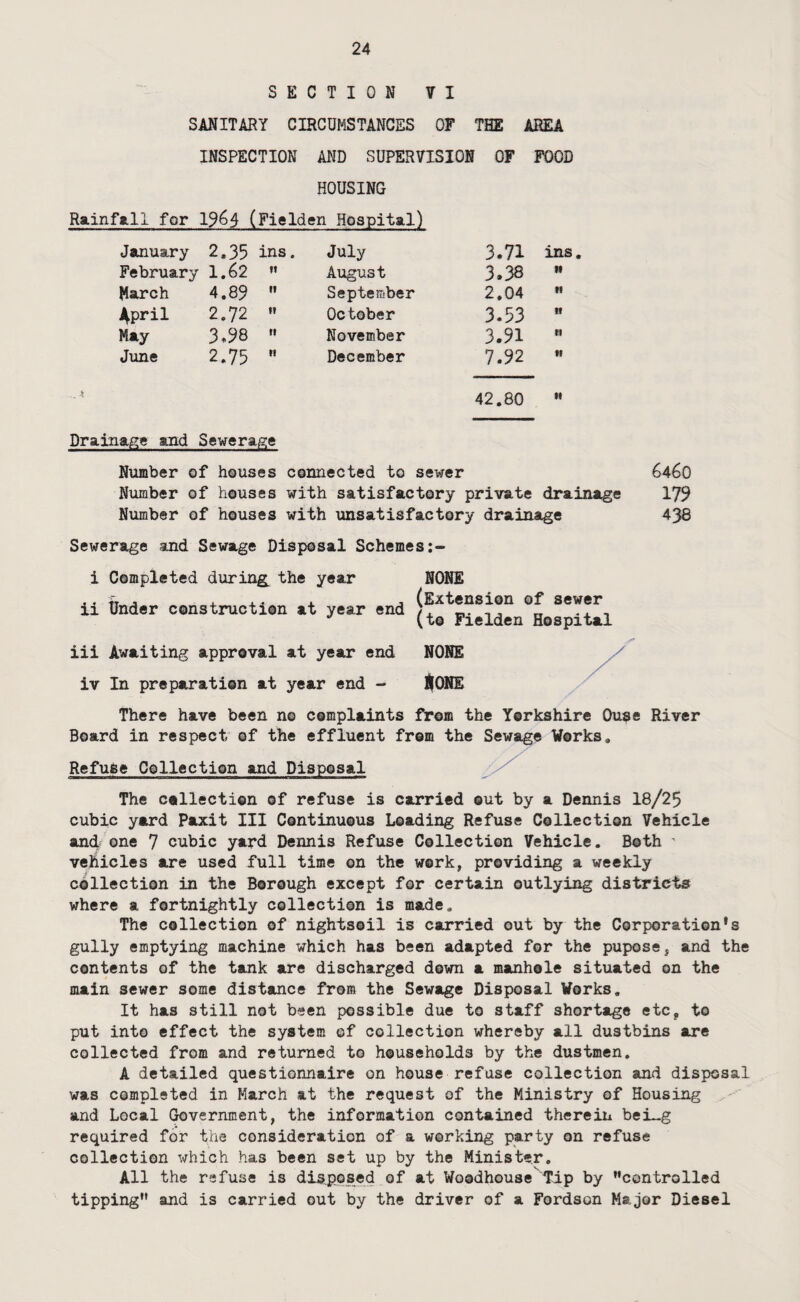 24
SECTION VI
SANITARY CIRCUMSTANCES OF THE AREA
INSPECTION AND SUPERVISION OF FOOD
HOUSING
Rainfall for 1964 (Fielden Hospital)
January 2.35 ins. July 3.71 ins.
February 1.62 " August 3.38 "
March 4.89 " September 2.04 "
April 2.72 " October 3.53 "
May 3.98 " November 3.91 "
June 2.75 " December 7.92 "
42.80 "
Drainage and Sewerage
Number of houses connected to sewer 6460
Number of houses with satisfactory private drainage 179
Number of houses with unsatisfactory drainage 438
Sewerage and Sewage Disposal Schemes:-
i Completed during the year NONE
ii Under construction at year end (Extension of sewer
(to Fielden Hospital
iii Awaiting approval at year end NONE
iv In preparation at year end - NONE
There have been no complaints from the Yorkshire Ouse River
Board in respect of the effluent from the Sewage Works.
Refuse Collection and Disposal
The collection of refuse is carried out by a Dennis 18/25
cubic yard Paxit III Continuous Loading Refuse Collection Vehicle
and one 7 cubic yard Dennis Refuse Collection Vehicle. Both
vehicles are used full time on the work, providing a weekly
collection in the Borough except for certain outlying districts
where a fortnightly collection is made.
The collection of nightsoil is carried out by the Corporation's
gully emptying machine which has been adapted for the pupose, and the
contents of the tank are discharged down a manhole situated on the
main sewer some distance from the Sewage Disposal Works.
It has still not been possible due to staff shortage etc, to
put into effect the system of collection whereby all dustbins are
collected from and returned to households by the dustmen.
A detailed questionnaire on house refuse collection and disposal
was completed in March at the request of the Ministry of Housing
and Local Government, the information contained therein being
required for the consideration of a working party on refuse
collection which has been set up by the Minister.
All the refuse is disposed of at Woodhouse Tip by "controlled
tipping" and is carried out by the driver of a Fordson Major Diesel